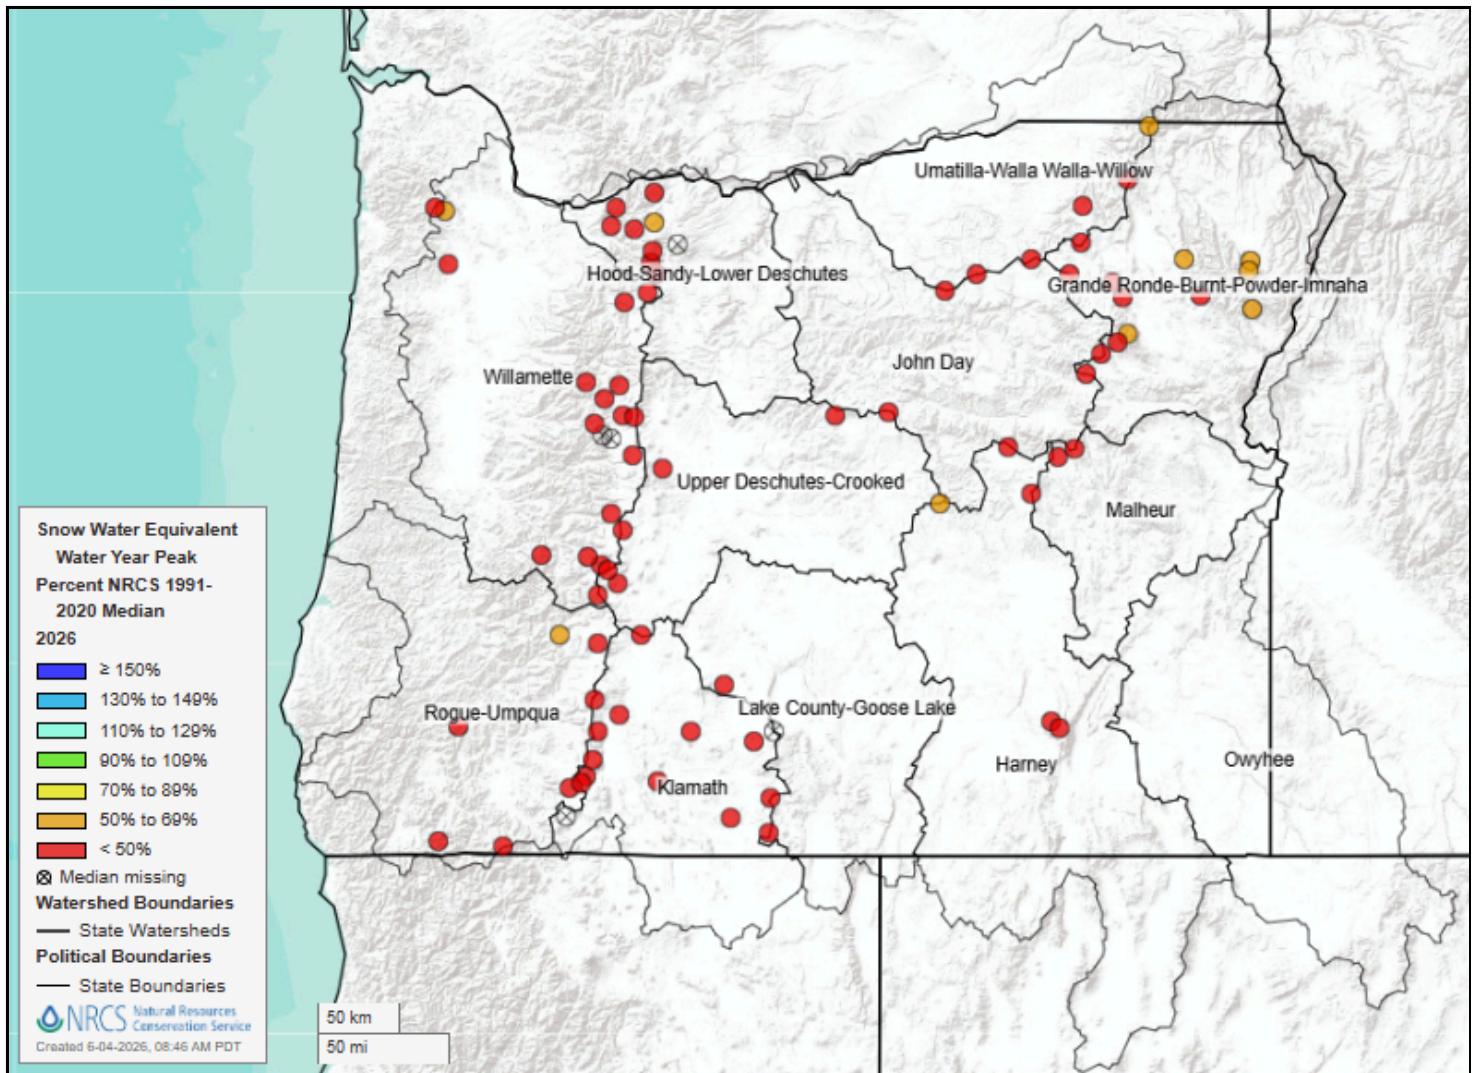 Umatilla-Walla Walla-Willow
Hood-Sandy-Lower Deschutes
Grande Ronde-Burnt-Powder-Imnaha
John Day
Willamette
Upper Deschutes-Crooked
Malheur
Rogue-Umpqua
Lake County-Goose Lake
Harney
Owyhee
Klamath
Snow Water Equivalent
Water Year Peak
Percent NRCS 1991-
2020 Median
2026
≥ 150%
130% to 149%
110% to 129%
90% to 109%
70% to 89%
50% to 69%
< 50%
Median missing
Watershed Boundaries
State Watersheds
Political Boundaries
State Boundaries
NRCS Natural Resources
Conservation Service
Created 6-04-2026, 08:46 AM PDT
50 km
50 mi